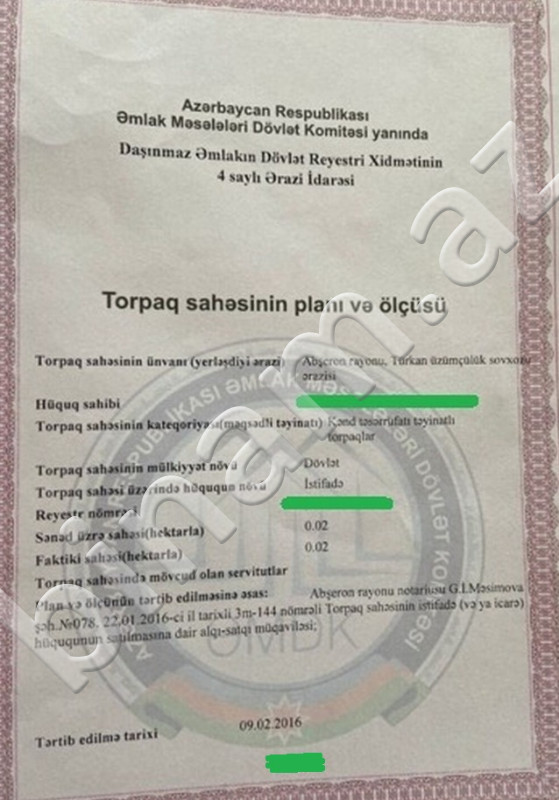 Azərbaycan Respublikası
Əmlak Məsələləri Dövlət Komitəsi yanında
Daşınmaz Əmlakın Dövlət Reyestri Xidmətinin
4 saylı Ərazi İdarəsi
Torpaq sahəsinin planı və ölçüsü
Torpaq sahəsinin ünvanı (yerləşdiyi ərazi) Abşeron rayonu, Türkan üzümçülük sovxozu
ərazisi
Hüquq sahibi
Torpaq sahəsinin kateqoriyası(məqsədli təyinatı) Kənd təsərrüfatı təyinatlı
torpaqlar
Torpaq sahəsinin mülkiyyət növü Dövlət
Torpaq sahəsi üzərində hüququn növü İstifadə
Reyestr nömrəsi
Sənəd üzrə sahəsi(hektarla) 0.02
Faktiki sahəsi(hektarla) 0.02
Torpaq sahəsində mövcud olan servitutlar
Plan və ölçünün tərtib edilməsinə əsas: Abşeron rayonu notariusu G.İ.Məsimova
şəh.№078. 22.01.2016-ci il tarixli 3m-144 nömrəli Torpaq sahəsinin istifadə (və ya icarə)
hüququnun satılmasına dair alqı-satqı müqaviləsi;
ƏMDK
Tərtib edilmə tarixi 09.02.2016
binam.az